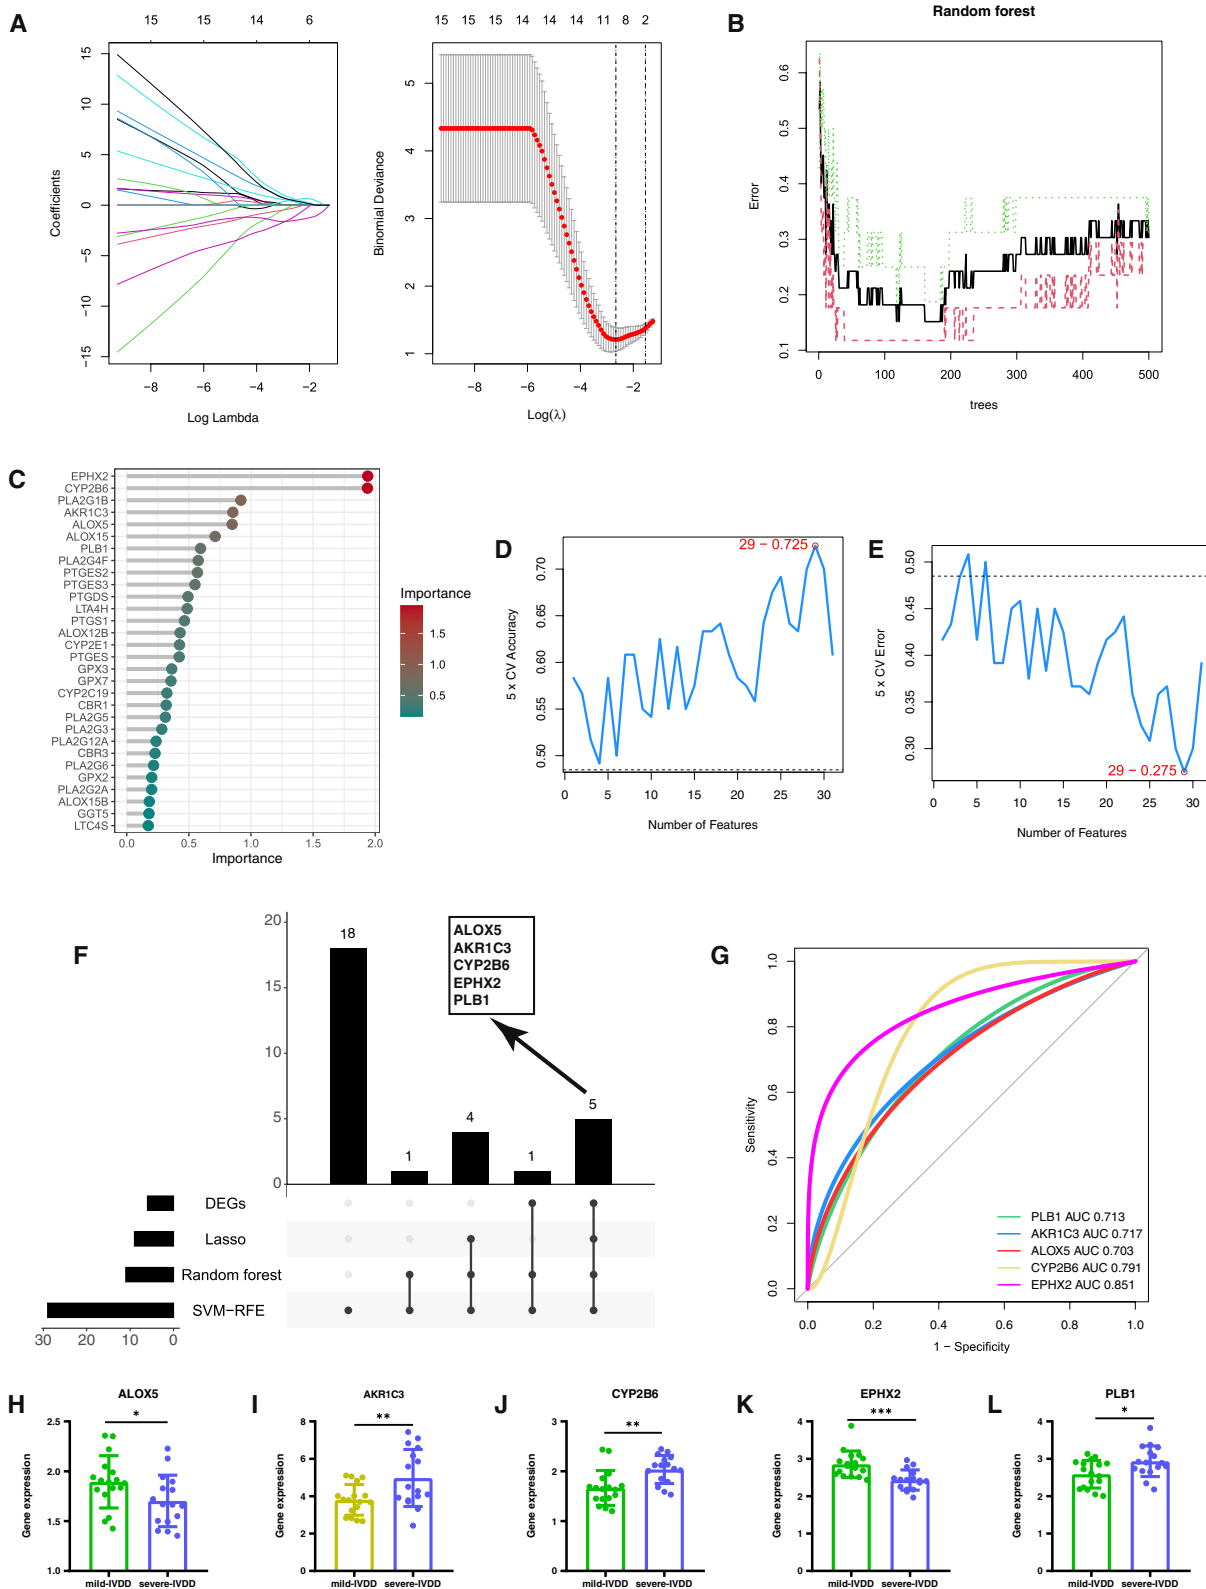 A
15 15 14 6
15
10
5
0
−5
−10
−15
Coefficients
−8 −6 −4 −2
Log Lambda
15 15 15 14 14 14 14 11 8 2
5
4
3
2
1
Binomial Deviance
−8 −6 −4 −2
Log(λ)
B
Random forest
0.6
0.5
0.4
0.3
0.2
0.1
Error
0 100 200 300 400 500
trees
C
EPHX2
CYP2B6
PLA2G1B
AKR1C3
ALOX5
ALOX15
PLB1
PLA2G4F
PTGES2
PTGES3
PTGDS
LTA4H
PTGS1
ALOX12B
CYP2E1
PTGES
GPX3
GPX7
CYP2C19
CBR1
PLA2G5
PLA2G3
PLA2G12A
CBR3
PLA2G6
GPX2
PLA2G2A
ALOX15B
GGT5
LTC4S
0.0 0.5 1.0 1.5 2.0
Importance
Importance
1.5
1.0
0.5
D
29 − 0.725
0.70
0.65
0.60
0.55
0.50
5 x CV Accuracy
0 5 10 15 20 25 30
Number of Features
E
0.50
0.45
0.40
0.35
0.30
5 x CV Error
29 − 0.275
0 5 10 15 20 25 30
Number of Features
F
20
15
10
5
0
18
1
4
1
5
ALOX5
AKR1C3
CYP2B6
EPHX2
PLB1
DEGs
Lasso
Random forest
SVM−RFE
30 20 10 0
G
1.0
0.8
0.6
0.4
0.2
0.0
Sensitivity
PLB1 AUC 0.713
AKR1C3 AUC 0.717
ALOX5 AUC 0.703
CYP2B6 AUC 0.791
EPHX2 AUC 0.851
0.0 0.2 0.4 0.6 0.8 1.0
1 − Specificity
H
ALOX5
*
2.5
2.0
1.5
1.0
Gene expression
mild-IVDD severe-IVDD
I
AKR1C3
**
8
6
4
2
0
Gene expression
mild-IVDD severe-IVDD
J
CYP2B6
**
3
2
1
0
Gene expression
mild-IVDD severe-IVDD
K
EPHX2
***
4
3
2
1
0
Gene expression
mild-IVDD severe-IVDD
L
PLB1
*
4
3
2
1
0
Gene expression
mild-IVDD severe-IVDD